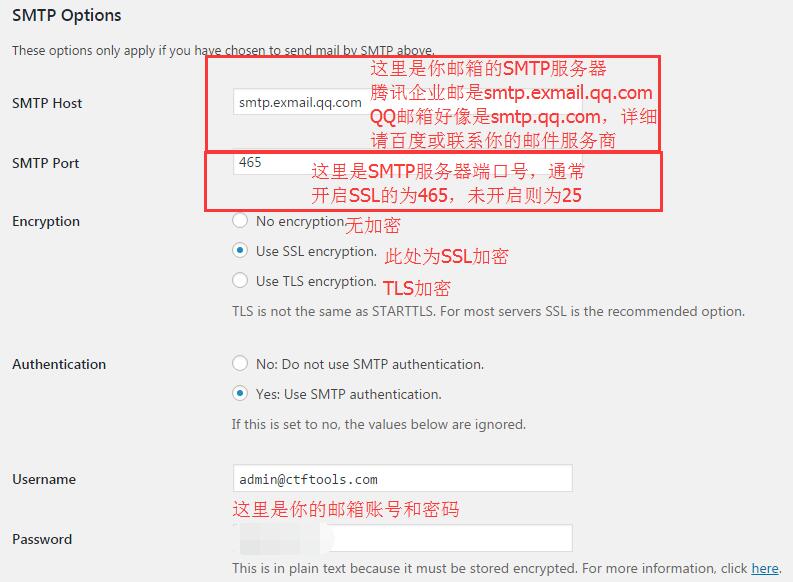 SMTP Options
These options only apply if you have chosen to send mail by SMTP above.
这里是你邮箱的SMTP服务器
SMTP Host
smtp.exmail.qq.com
腾讯企业邮是smtp.exmail.qq.com
QQ邮箱好像是smtp.qq.com，详细
请百度或联系你的邮件服务商
SMTP Port
465
这里是SMTP服务器端口号，通常
开启SSL的为465，未开启则为25
Encryption
No encryption.
无加密
Use SSL encryption.
此处为SSL加密
Use TLS encryption.
TLS加密
TLS is not the same as STARTTLS. For most servers SSL is the recommended option.
Authentication
No: Do not use SMTP authentication.
Yes: Use SMTP authentication.
If this is set to no, the values below are ignored.
Username
admin@ctftools.com
这里是你的邮箱账号和密码
Password
This is in plain text because it must be stored encrypted. For more information, click here.